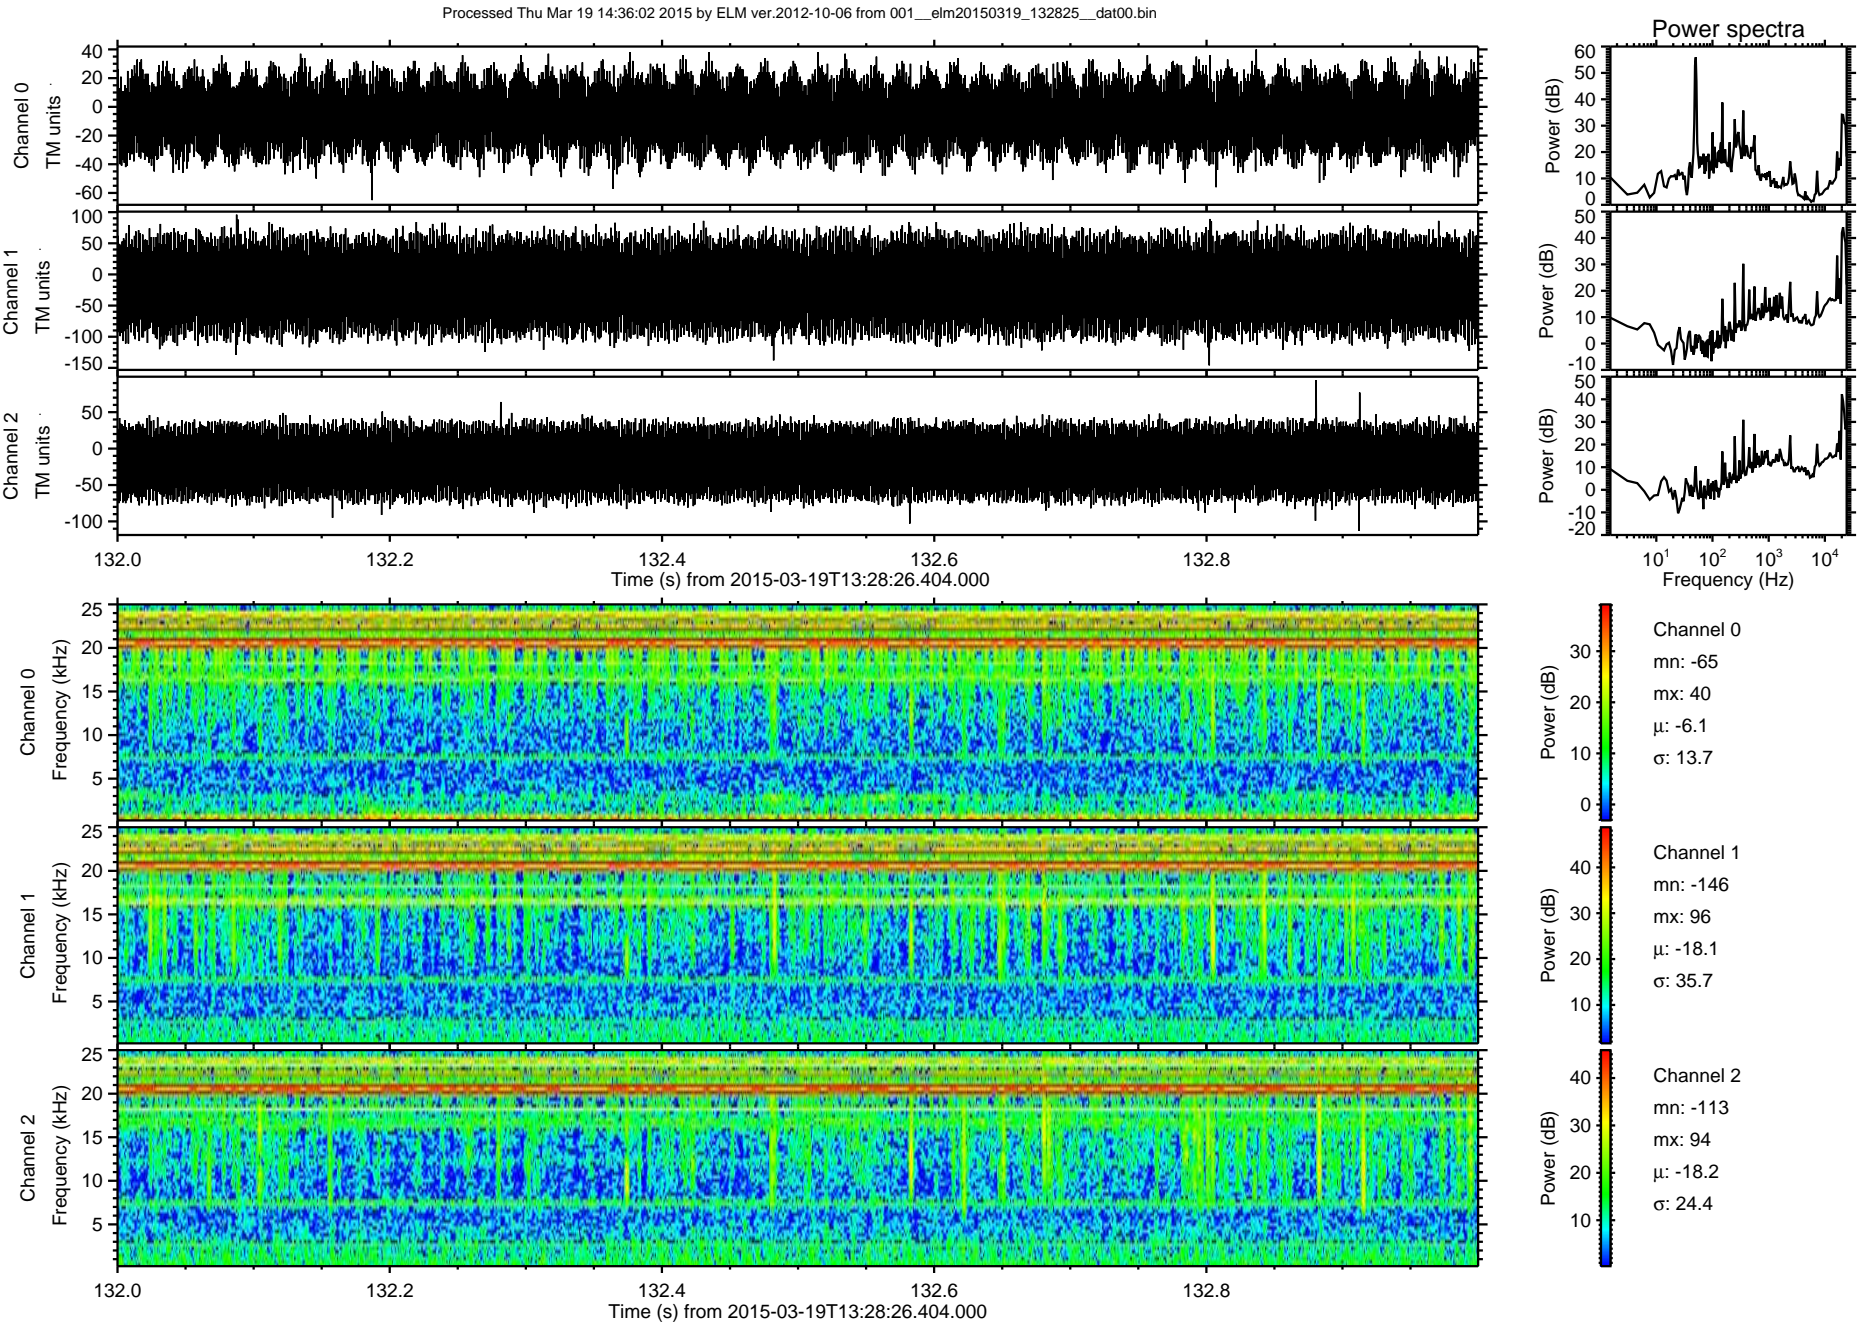 Processed Thu Mar 19 14:36:02 2015 by ELM ver.2012-10-06 from 001__elm20150319_132825__dat00.bin
Power spectra
Channel 0
TM units
40
20
0
-20
-40
-60
Power (dB)
60
50
40
30
20
10
0
Channel 1
TM units
100
50
0
-50
-100
-150
Power (dB)
50
40
30
20
10
0
-10
Channel 2
TM units
50
0
-50
-100
Power (dB)
50
40
30
20
10
0
-10
-20
132.0 132.2 132.4 132.6 132.8
Time (s) from 2015-03-19T13:28:26.404.000
10¹ 10² 10³ 10⁴
Frequency (Hz)
Channel 0
Frequency (kHz)
25
20
15
10
5
Power (dB)
30
20
10
0
Channel 0
mn: -65
mx: 40
μ: -6.1
σ: 13.7
Channel 1
Frequency (kHz)
25
20
15
10
5
Power (dB)
40
30
20
10
Channel 1
mn: -146
mx: 96
μ: -18.1
σ: 35.7
Channel 2
Frequency (kHz)
25
20
15
10
5
Power (dB)
40
30
20
10
Channel 2
mn: -113
mx: 94
μ: -18.2
σ: 24.4
132.0 132.2 132.4 132.6 132.8
Time (s) from 2015-03-19T13:28:26.404.000